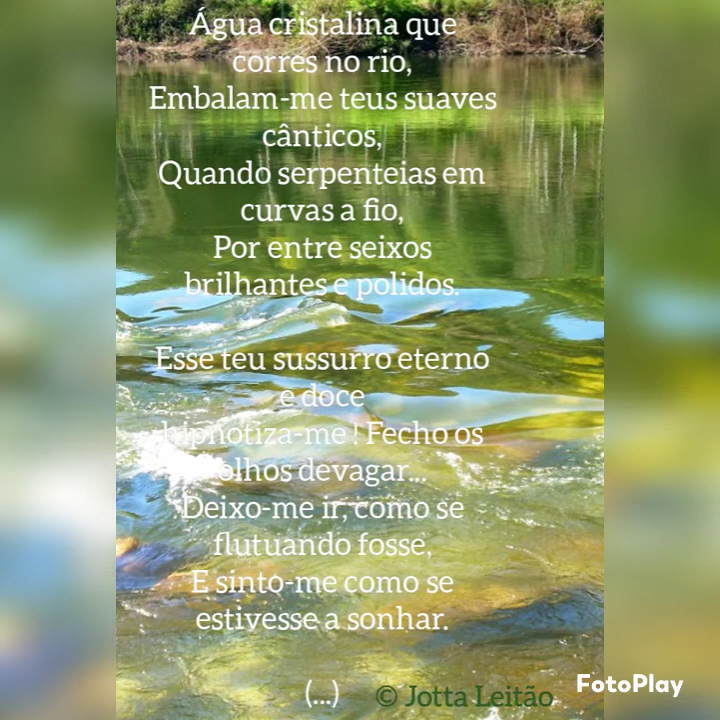 Água cristalina que
corres no rio,
Embalam-me teus suaves
cânticos,
Quando serpenteias em
curvas a fio,
Por entre seixos
brilhantes e polidos.
Esse teu sussurro eterno
e doce
hipnotiza-me ! Fecho os
olhos devagar...
Deixo-me ir, como se
flutuando fosse,
E sinto-me como se
estivesse a sonhar.
(...) © Jotta Leitão
FotoPlay